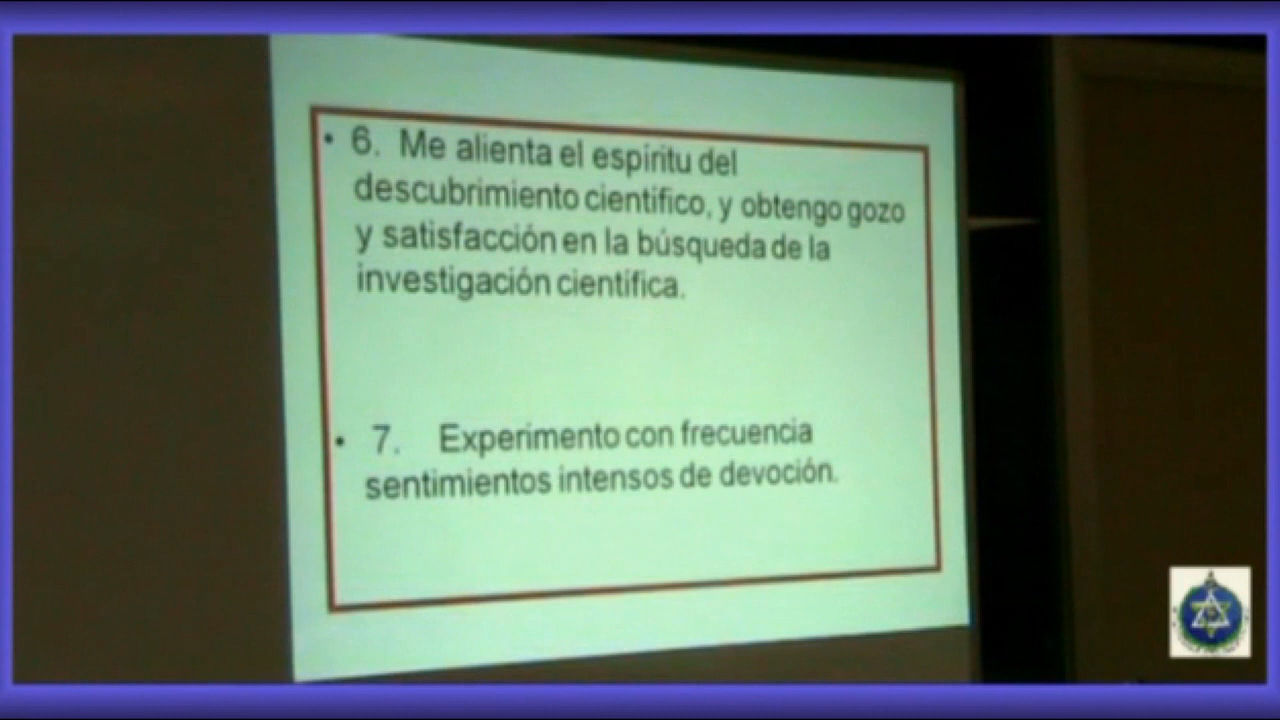 • 6. Me alienta el espíritu del
descubrimiento científico, y obtengo gozo
y satisfacción en la búsqueda de la
investigación científica.
• 7. Experimento con frecuencia
sentimientos intensos de devoción.